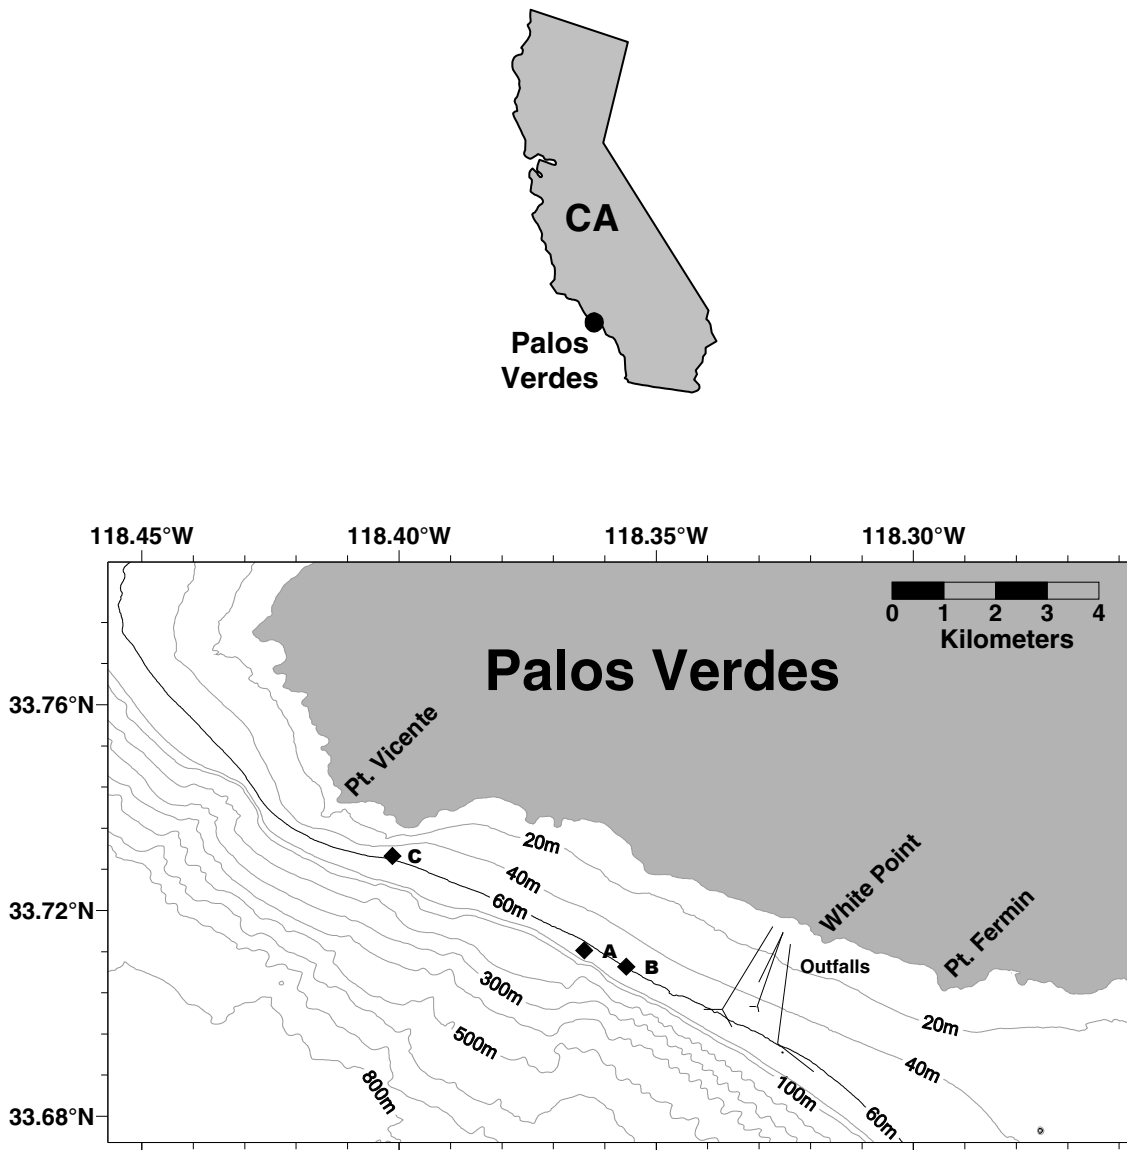 CA
Palos
Verdes
118.45°W 118.40°W 118.35°W 118.30°W
0 1 2 3 4
Kilometers
Palos Verdes
33.76°N
Pt. Vicente
20m
C
40m
White Point
60m
33.72°N
Pt. Fermin
A
B
Outfalls
300m
20m
500m
40m
800m
100m
60m
33.68°N